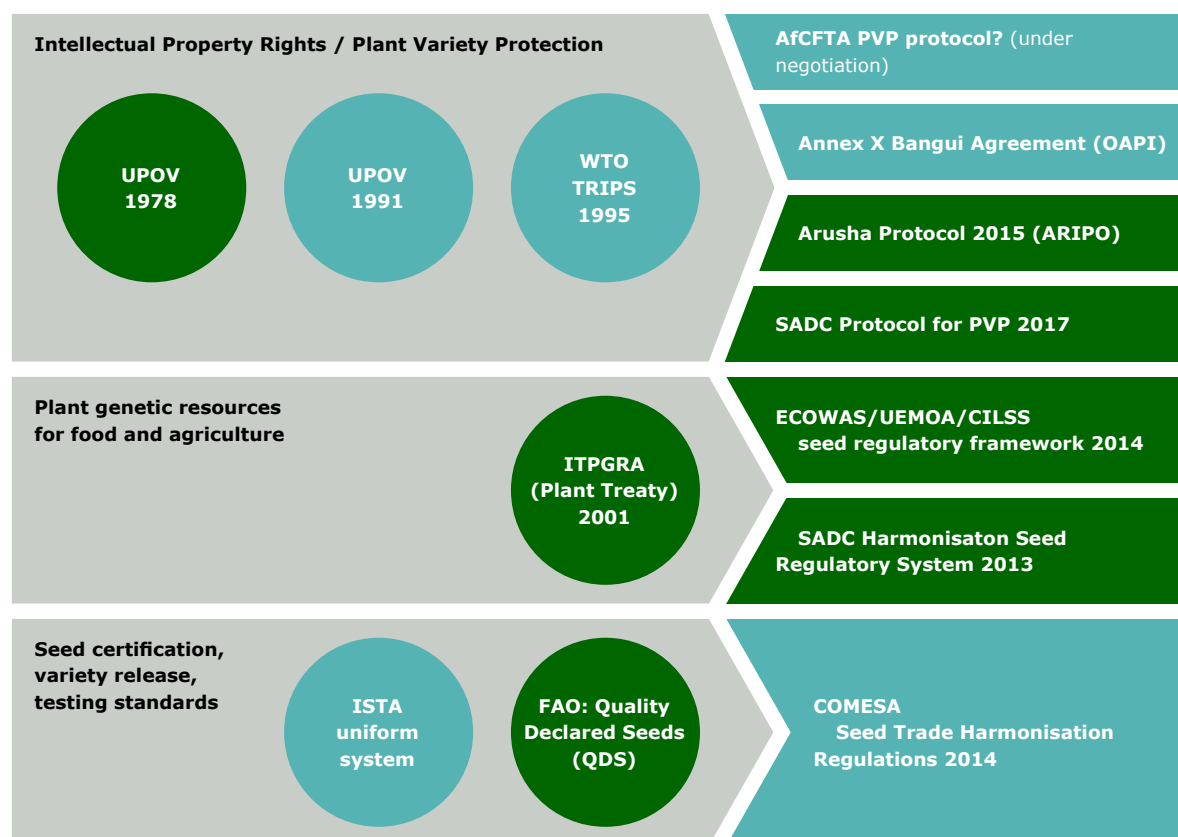 Intellectual Property Rights / Plant Variety Protection
UPOV
1978
UPOV
1991
WTO
TRIPS
1995
AfCFTA PVP protocol? (under
negotiation)
Annex X Bangui Agreement (OAPI)
Arusha Protocol 2015 (ARIPO)
SADC Protocol for PVP 2017
Plant genetic resources
for food and agriculture
ITPGRA
(Plant Treaty)
2001
ECOWAS/UEMOA/CILSS
seed regulatory framework 2014
SADC Harmonisaton Seed
Regulatory System 2013
Seed certification,
variety release,
testing standards
ISTA
uniform
system
FAO: Quality
Declared Seeds
(QDS)
COMESA
Seed Trade Harmonisation
Regulations 2014